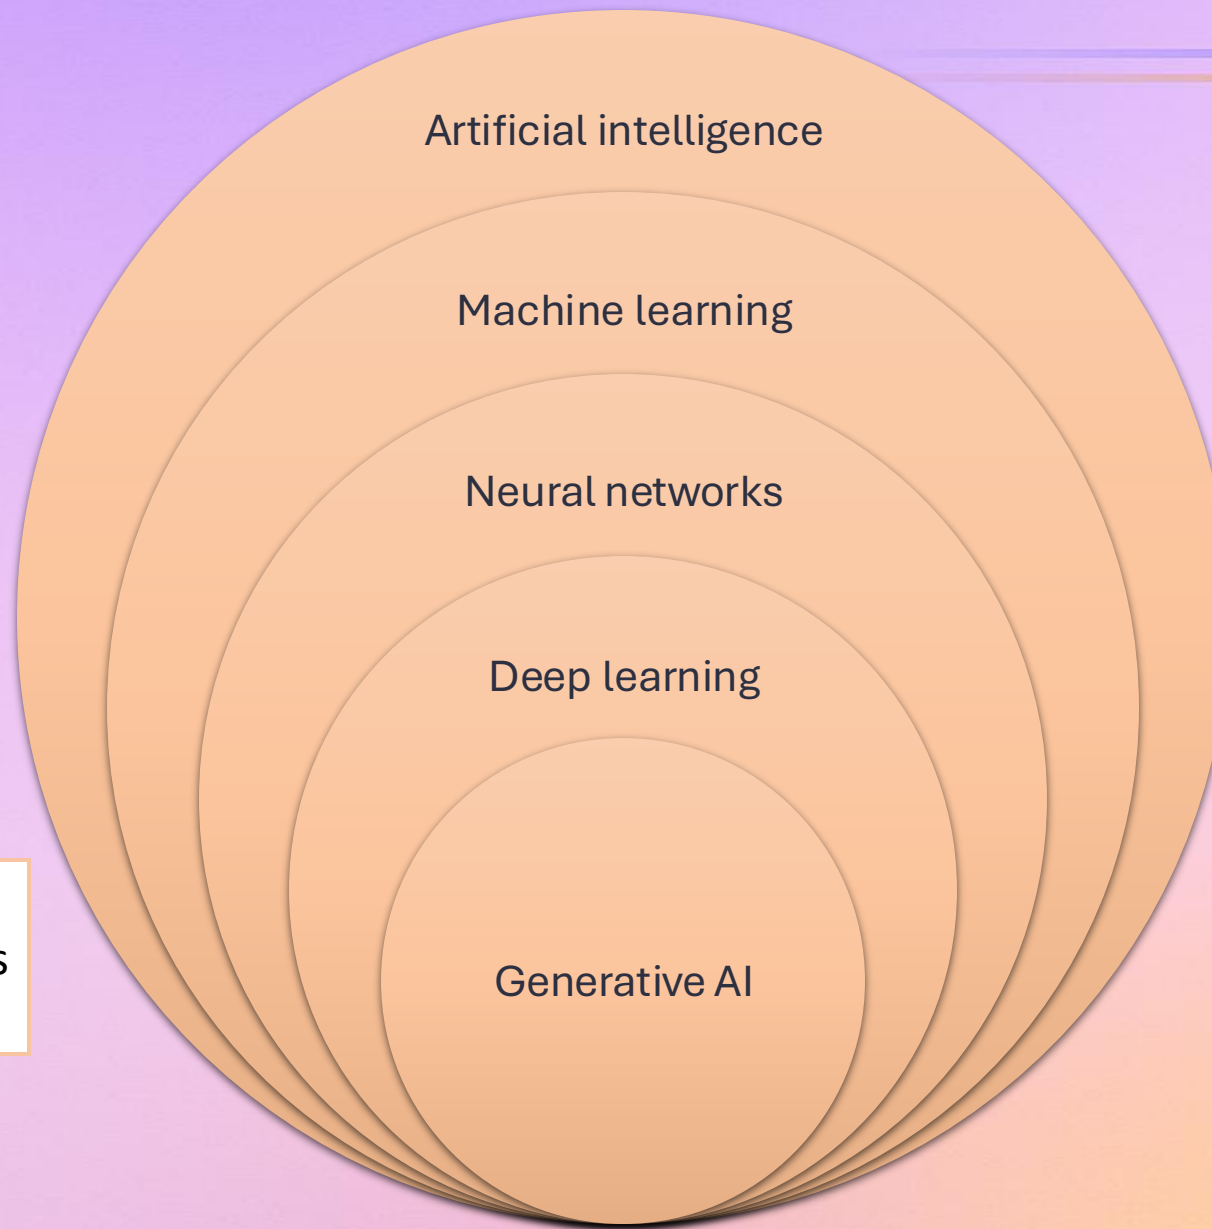 Artificial intelligence
Machine learning
Neural networks
Deep learning
Generative AI